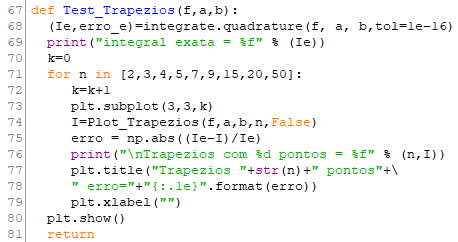 67 def Test_Trapezios(f,a,b):
68 (Ie,erro_e)=integrate.quadrature(f, a, b,tol=1e-16)
69 print("integral exata = %f" % (Ie))
70 k=0
71 for n in [2,3,4,5,7,9,15,20,50]:
72 k=k+1
73 plt.subplot(3,3,k)
74 I=Plot_Trapezios(f,a,b,n,False)
75 erro = np.abs((Ie-I)/Ie)
76 print("\nTrapezios com %d pontos = %f" % (n,I))
77 plt.title("Trapezios "+str(n)+" pontos"+\
78 " erro="+"{:.1e}".format(erro))
79 plt.xlabel("")
80 plt.show()
81 return